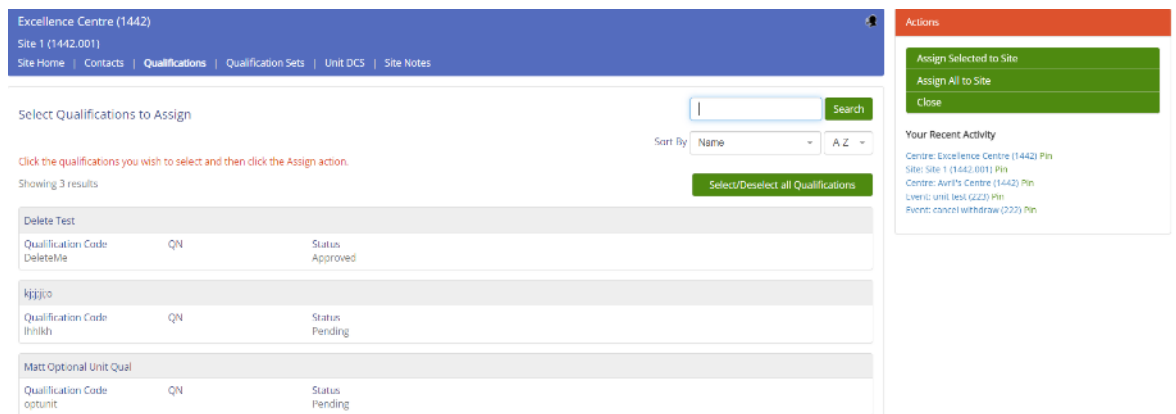 Excellence Centre (1442)
Site 1 (1442.001)
Site Home | Contacts | Qualifications | Qualification Sets | Unit DCS | Site Notes
Select Qualifications to Assign
Search
Sort By Name A-Z
Click the qualifications you wish to select and then click the Assign action.
Showing 3 results
Select/Deselect all Qualifications
Delete Test
Qualification Code QN Status
DeleteMe Approved
Qualification Code QN Status
Pending
Matt Optional Unit Qual
Qualification Code QN Status
optunit Pending
Actions
Assign Selected to Site
Assign All to Site
Close
Your Recent Activity
Centre: Excellence Centre (1442) Pin
Site: Site 1 (1442.001) Pin
Centre: Avril's Centre (1442) Pin
Event: unit test (223) Pin
Event: cancel withdraw (222) Pin